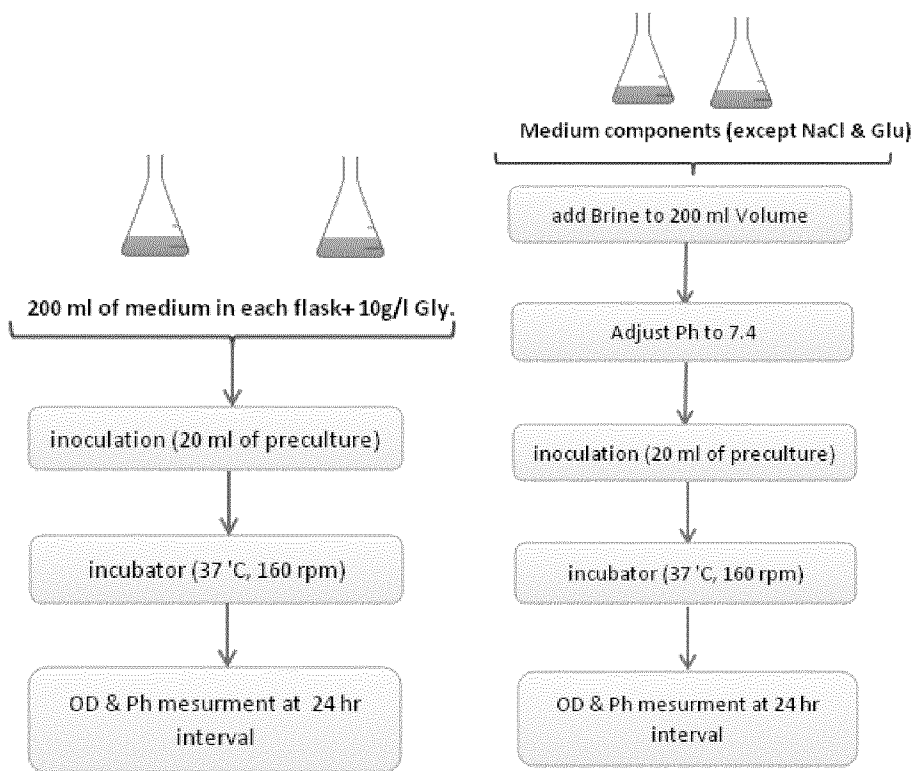 200 ml of medium in each flask+ 10g/l Gly.
inoculation (20 ml of preculture)
incubator (37 'C, 160 rpm)
OD & Ph mesurment at 24 hr
interval
Medium components (except NaCl & Glu)
add Brine to 200 ml Volume
Adjust Ph to 7.4
inoculation (20 ml of preculture)
incubator (37 'C, 160 rpm)
OD & Ph mesurment at 24 hr
interval